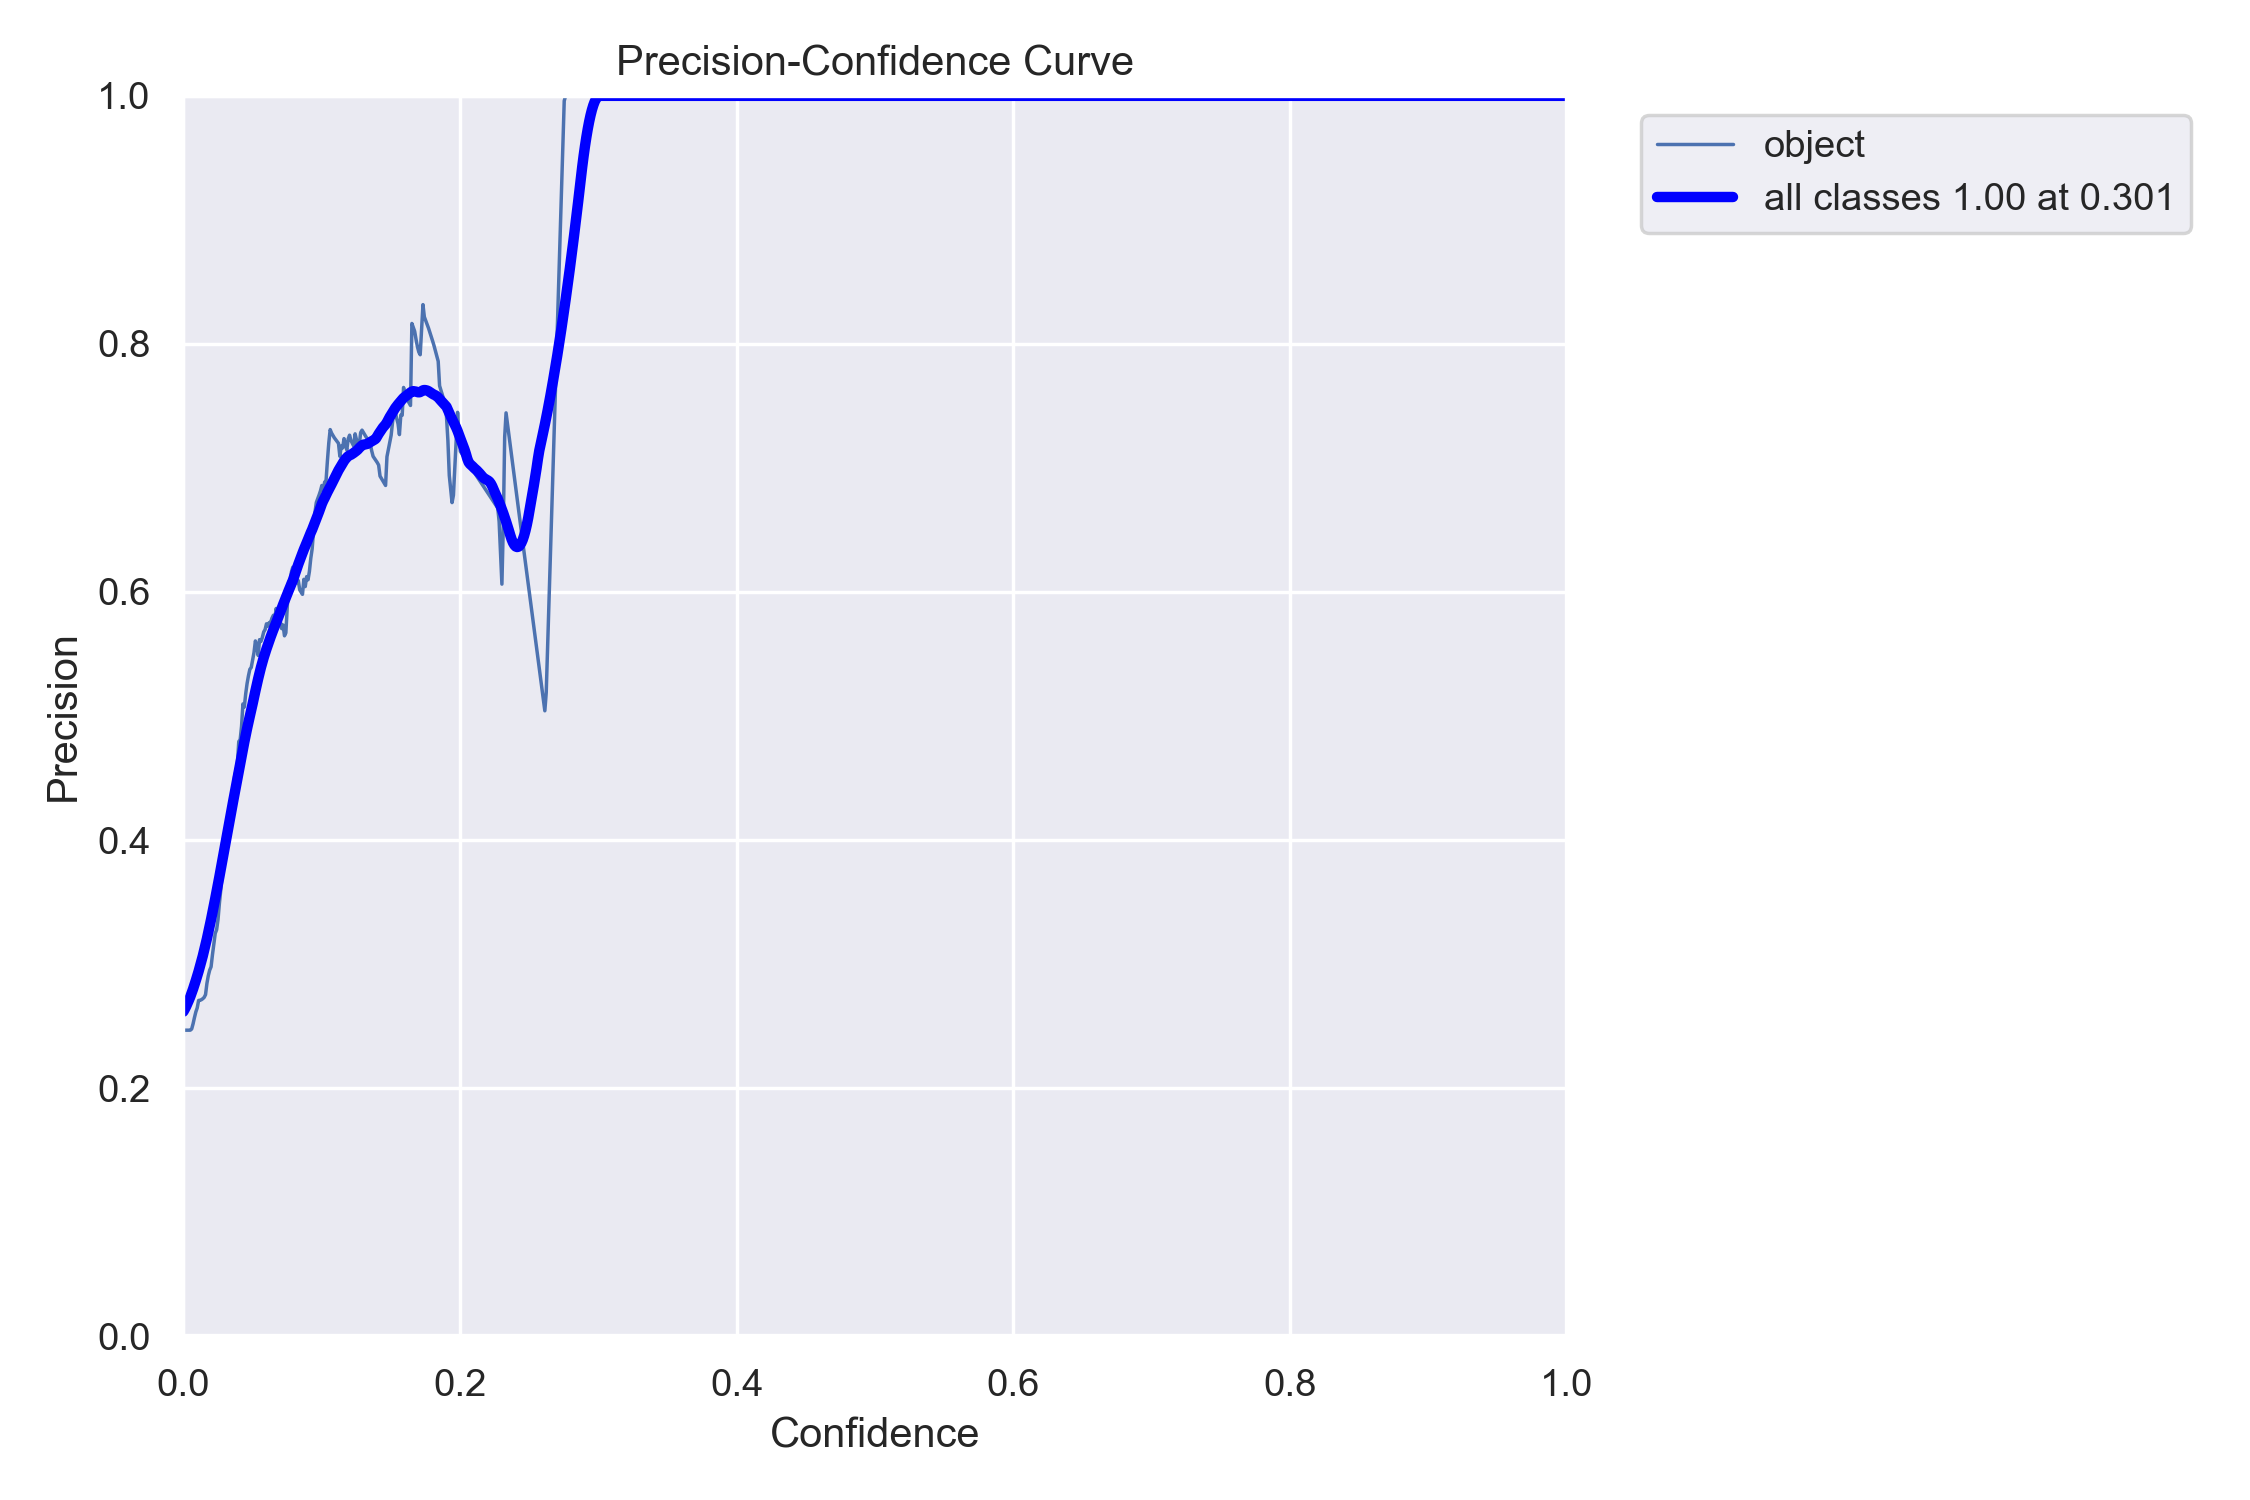 Precision-Confidence Curve
1.0
0.8
0.6
0.4
0.2
0.0
Precision
0.0 0.2 0.4 0.6 0.8 1.0
Confidence
object
all classes 1.00 at 0.301